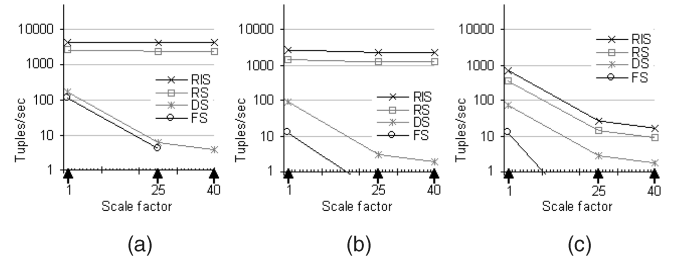 10000
1000
100
10
1
Tuples/sec
RIS
RS
DS
FS
1
25
40
Scale factor
(a)
10000
1000
100
10
1
Tuples/sec
RIS
RS
DS
FS
1
25
40
Scale factor
(b)
10000
1000
100
10
1
Tuples/sec
RIS
RS
DS
FS
1
25
40
Scale factor
(c)